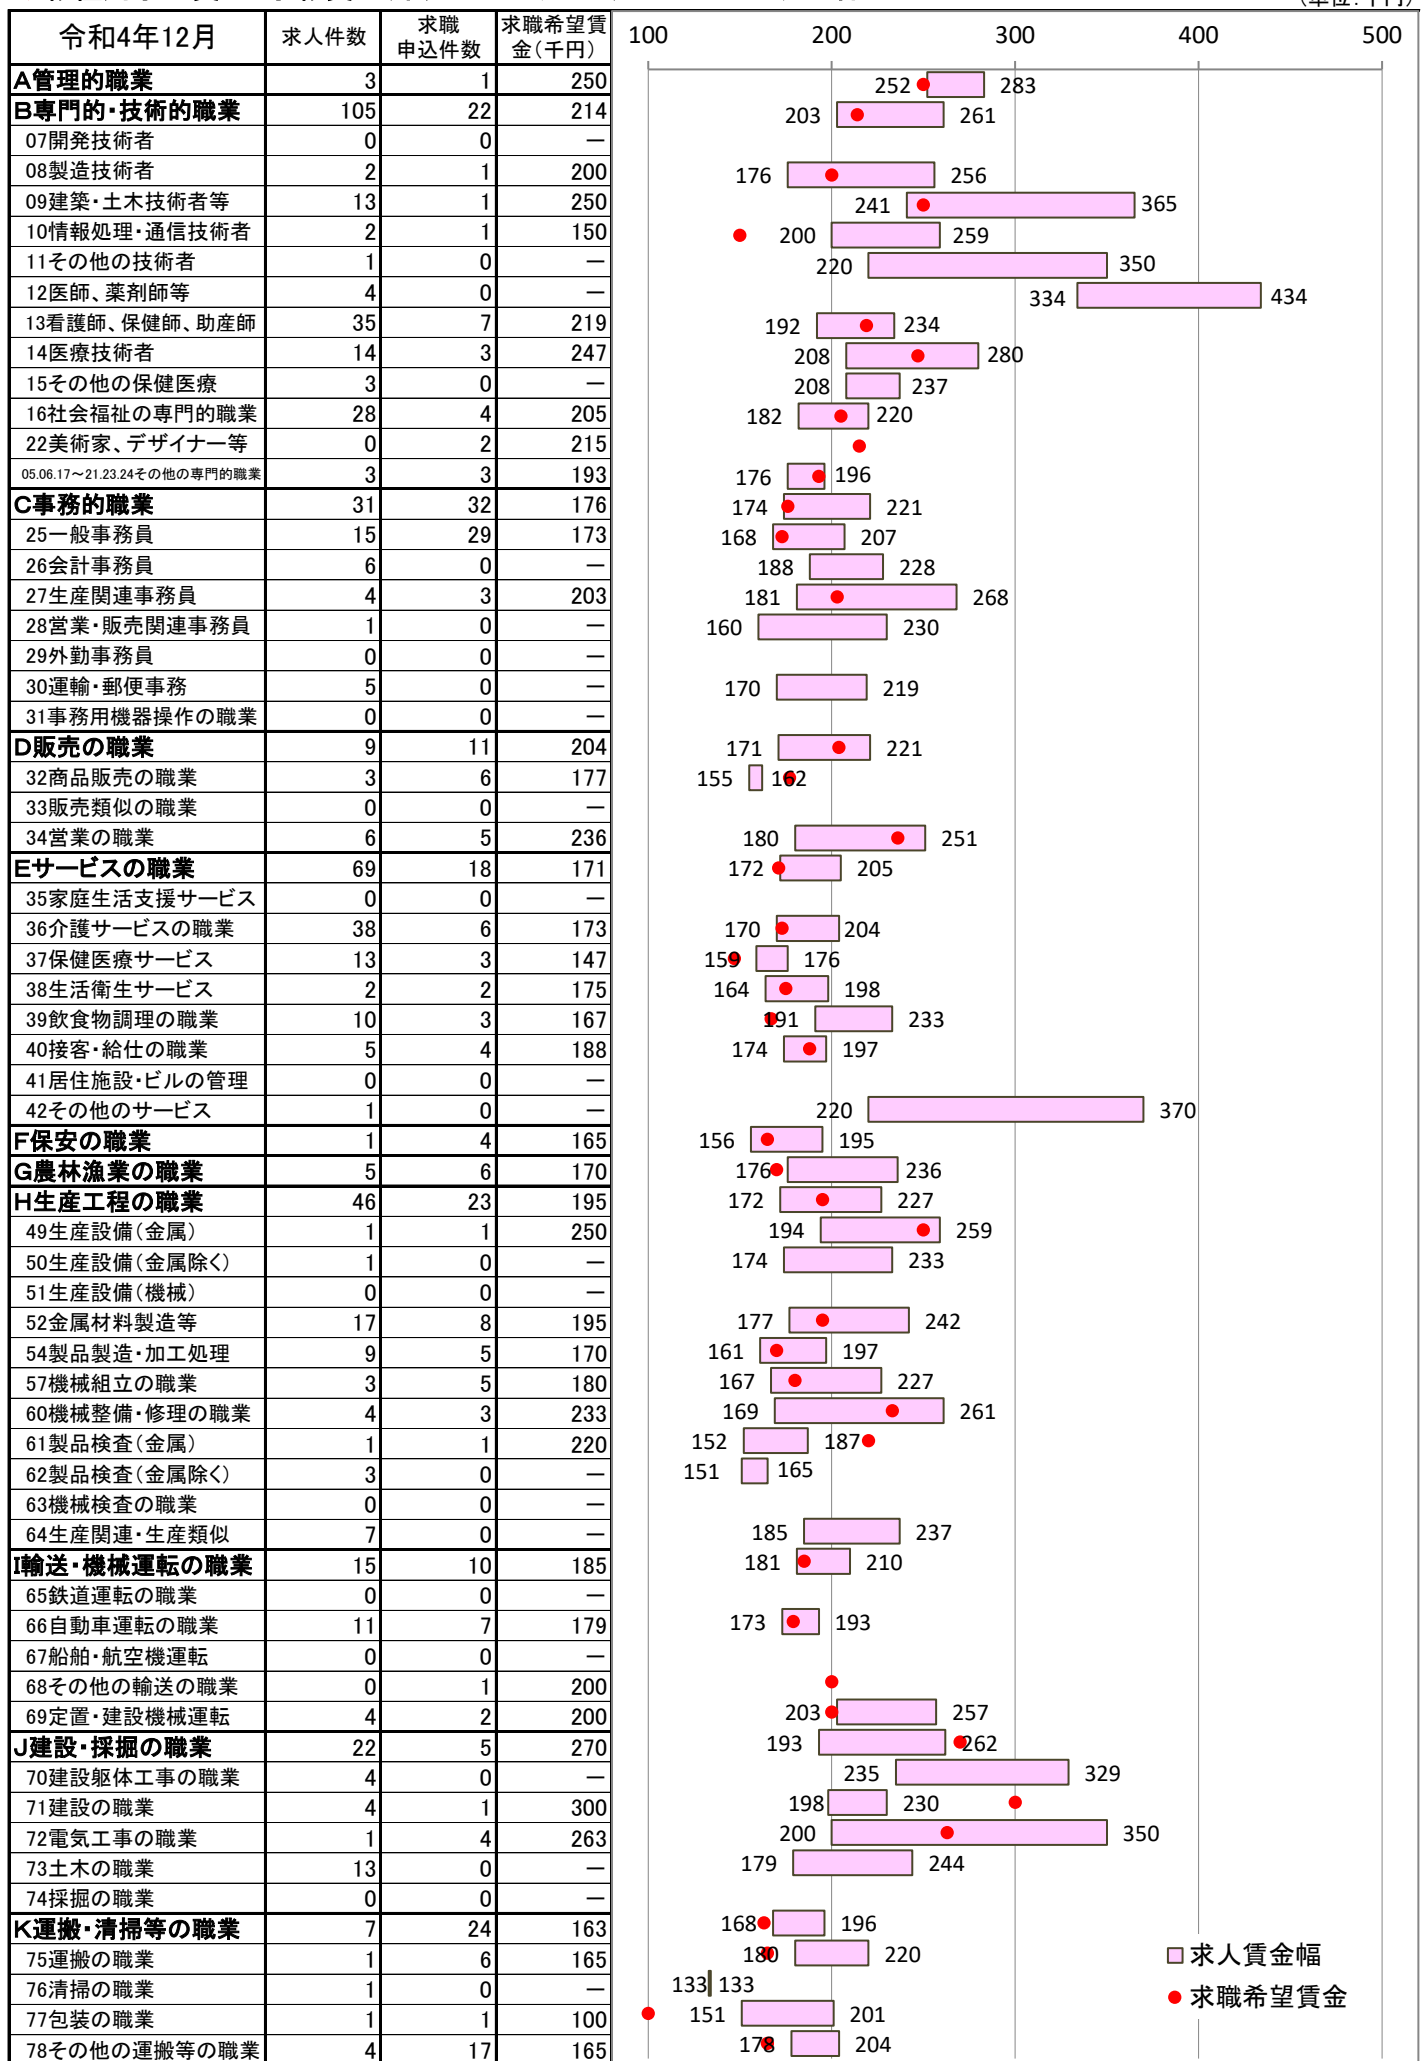 (単位:千円)
令和4年12月 求人件数 求職申込件数 求職希望賃金(千円) 100 200 300 400 500
A管理的職業 3 1 250 252 283
B専門的・技術的職業 105 22 214 203 261
07開発技術者 0 0 －
08製造技術者 2 1 200 176 256
09建築・土木技術者等 13 1 250 241 365
10情報処理・通信技術者 2 1 150 200 259
11その他の技術者 1 0 － 220 350
12医師、薬剤師等 4 0 － 334 434
13看護師、保健師、助産師 35 7 219 192 234
14医療技術者 14 3 247 208 280
15その他の保健医療 3 0 － 208 237
16社会福祉の専門的職業 28 4 205 182 220
22美術家、デザイナー等 0 2 215
05.06.17～21.23.24その他の専門的職業 3 3 193 176 196
C事務的職業 31 32 176 174 221
25一般事務員 15 29 173 168 207
26会計事務員 6 0 － 188 228
27生産関連事務員 4 3 203 181 268
28営業・販売関連事務員 1 0 － 160 230
29外勤事務員 0 0 －
30運輸・郵便事務 5 0 － 170 219
31事務用機器操作の職業 0 0 －
D販売の職業 9 11 204 171 221
32商品販売の職業 3 6 177 155 162
33販売類似の職業 0 0 －
34営業の職業 6 5 236 180 251
Eサービスの職業 69 18 171 172 205
35家庭生活支援サービス 0 0 －
36介護サービスの職業 38 6 173 170 204
37保健医療サービス 13 3 147 159 176
38生活衛生サービス 2 2 175 164 198
39飲食物調理の職業 10 3 167 191 233
40接客・給仕の職業 5 4 188 174 197
41居住施設・ビルの管理 0 0 －
42その他のサービス 1 0 － 220 370
F保安の職業 1 4 165 156 195
G農林漁業の職業 5 6 170 176 236
H生産工程の職業 46 23 195 172 227
49生産設備(金属) 1 1 250 194 259
50生産設備(金属除く) 1 0 － 174 233
51生産設備(機械) 0 0 －
52金属材料製造等 17 8 195 177 242
54製品製造・加工処理 9 5 170 161 197
57機械組立の職業 3 5 180 167 227
60機械整備・修理の職業 4 3 233 169 261
61製品検査(金属) 1 1 220 152 187
62製品検査(金属除く) 3 0 － 151 165
63機械検査の職業 0 0 －
64生産関連・生産類似 7 0 － 185 237
I輸送・機械運転の職業 15 10 185 181 210
65鉄道運転の職業 0 0 －
66自動車運転の職業 11 7 179 173 193
67船舶・航空機運転 0 0 －
68その他の輸送の職業 0 1 200
69定置・建設機械運転 4 2 200 203 257
J建設・採掘の職業 22 5 270 193 262
70建設躯体工事の職業 4 0 － 235 329
71建設の職業 4 1 300 198 230
72電気工事の職業 1 4 263 200 350
73土木の職業 13 0 － 179 244
74採掘の職業 0 0 －
K運搬・清掃等の職業 7 24 163 168 196
75運搬の職業 1 6 165 180 220
76清掃の職業 1 0 － 133 133
77包装の職業 1 1 100 151 201
78その他の運搬等の職業 4 17 165 178 204
求人賃金幅
求職希望賃金